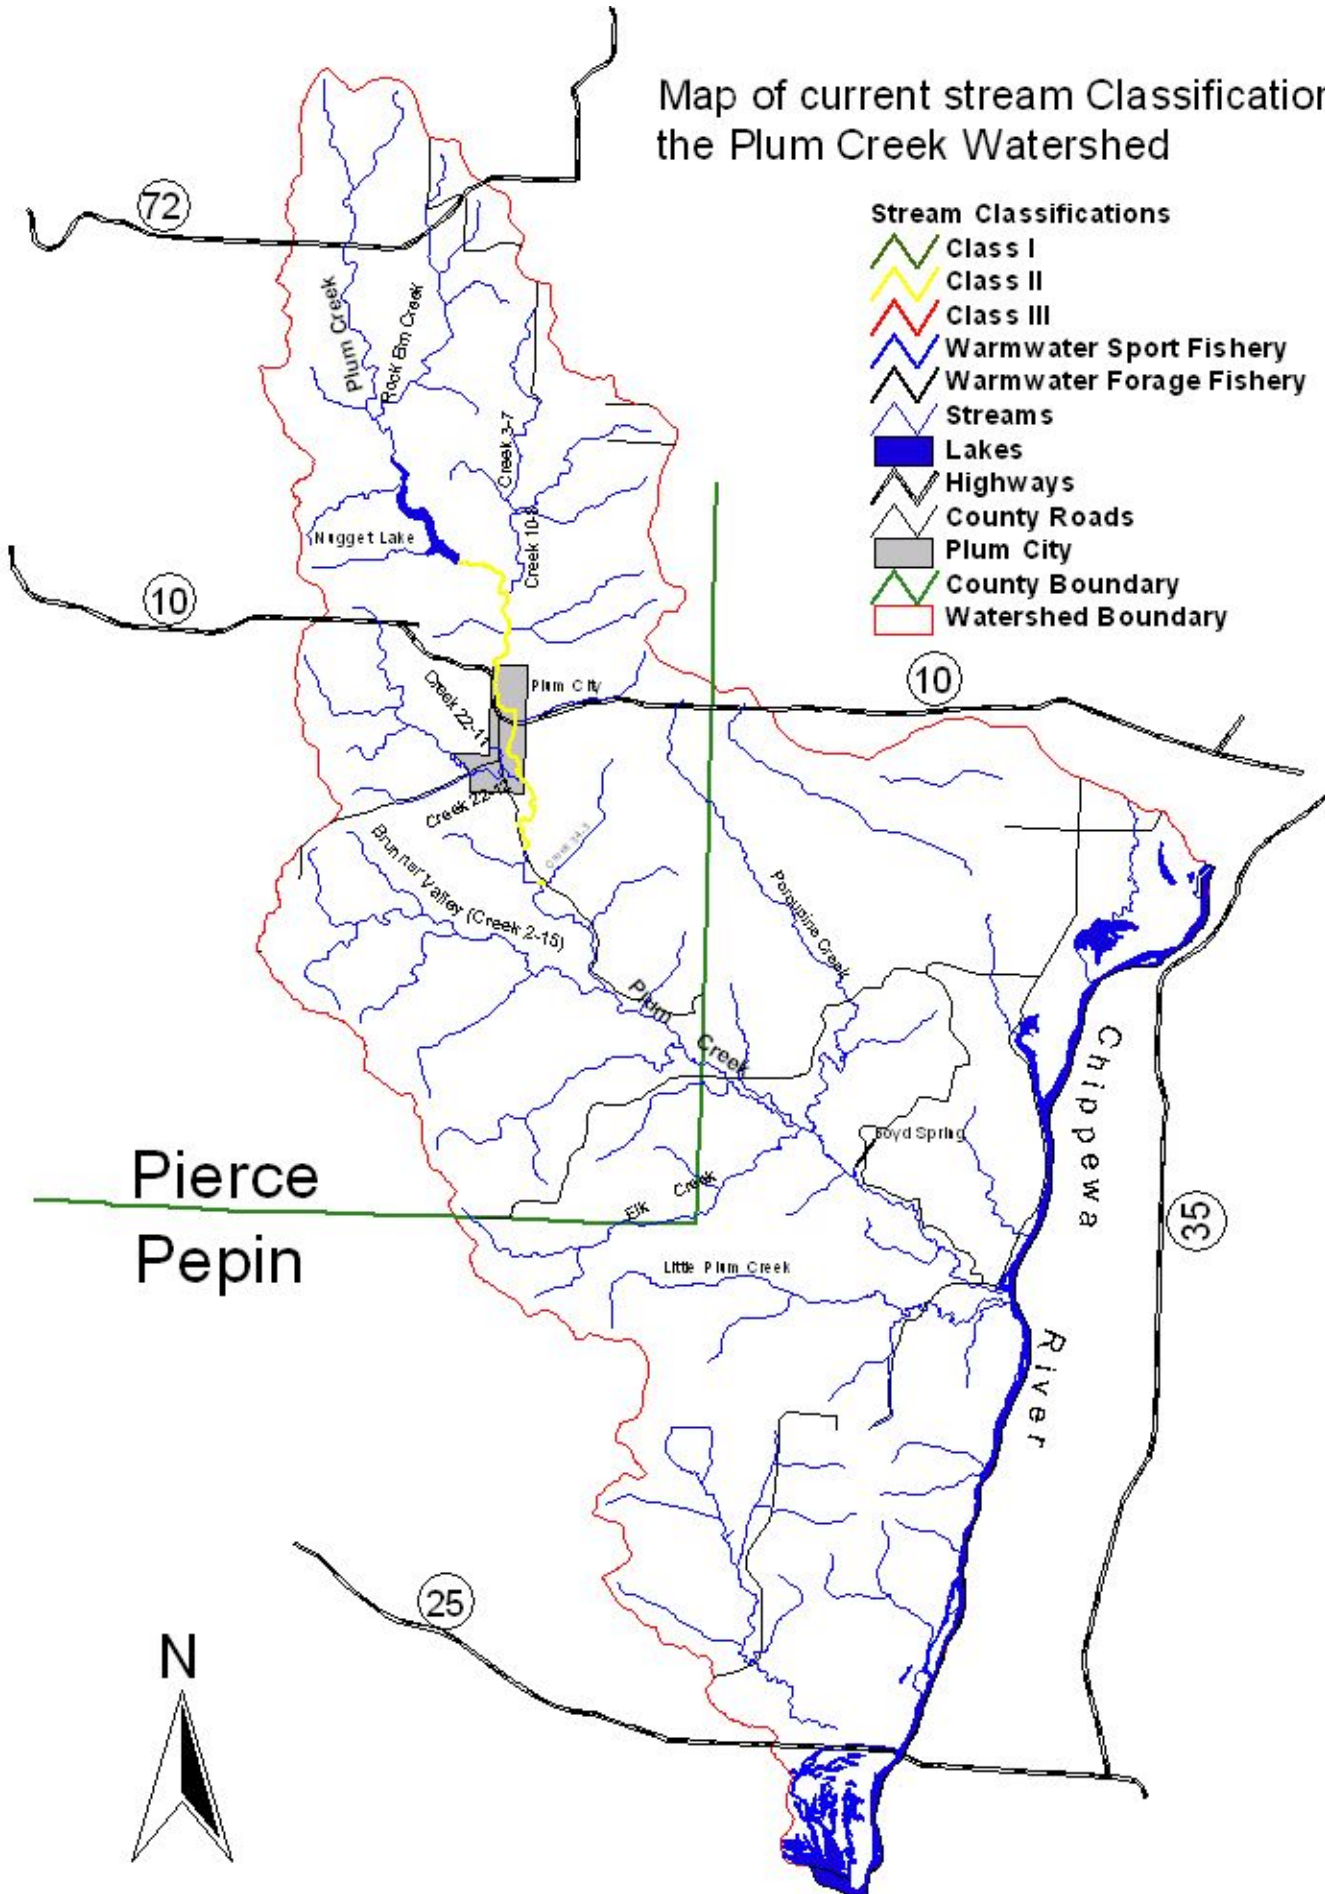 Map of current stream Classification
the Plum Creek Watershed
Stream Classifications
Class I
Class II
Class III
Warmwater Sport Fishery
Warmwater Forage Fishery
Streams
Lakes
Highways
County Roads
Plum City
County Boundary
Watershed Boundary
72
Plum Creek
Rock Elm Creek
Creek 3-7
Nugget Lake
Creek 10-8
10
Creek 22-11
Plum City
10
Creek 22-
Brunner Valley (Creek 2-15)
Porcupine Creek
Plum
Creek
Chippewa
Boyd Spring
Pierce
Elk Creek
35
Pepin
Little Plum Creek
River
25
N